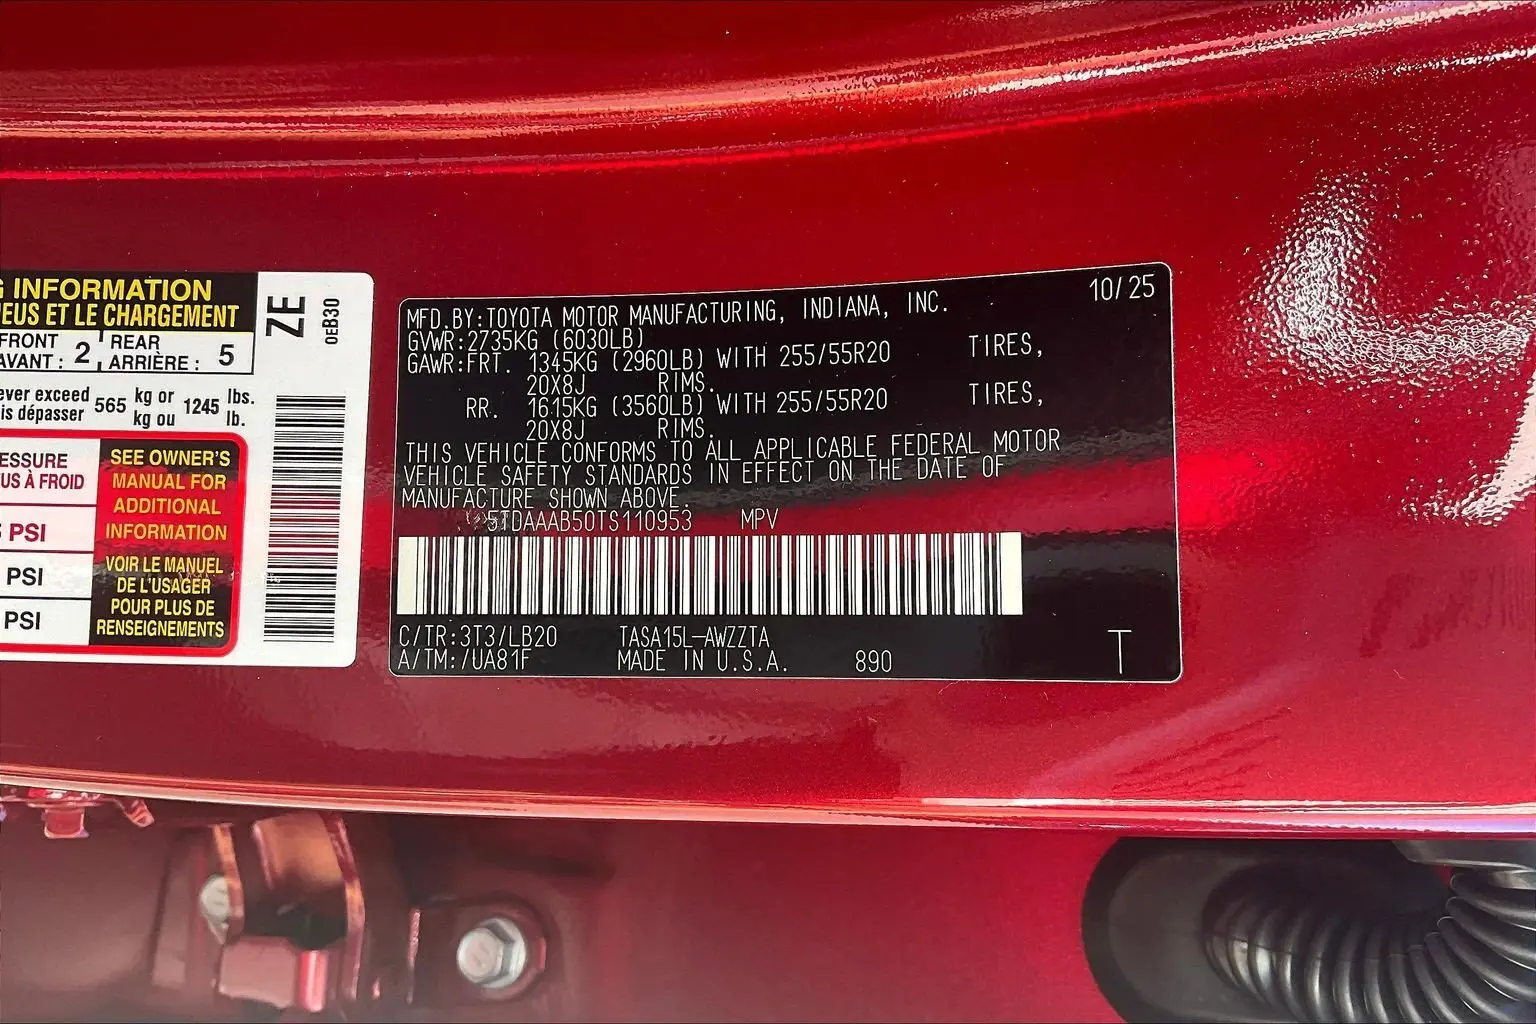 INFORMATION
EUS ET LE CHARGEMENT
FRONT
AVANT : 2
REAR
ARRIÈRE : 5
ever exceed
is dépasser
565
kg or
kg ou
1245
lbs.
lb.
ESSURE
US À FROID
PSI
PSI
PSI
SEE OWNER'S
MANUAL FOR
ADDITIONAL
INFORMATION
VOIR LE MANUEL
DE L'USAGER
POUR PLUS DE
RENSEIGNEMENTS
ZE
0EB30
10/25
MFD.BY:TOYOTA MOTOR MANUFACTURING, INDIANA, INC.
GVWR:2735KG (6030LB)
GAWR:FRT. 1345KG (2960LB) WITH 255/55R20 TIRES,
20X8J RIMS.
RR. 1615KG (3560LB) WITH 255/55R20 TIRES,
20X8J RIMS.
THIS VEHICLE CONFORMS TO ALL APPLICABLE FEDERAL MOTOR
VEHICLE SAFETY STANDARDS IN EFFECT ON THE DATE OF
MANUFACTURE SHOWN ABOVE.
5TDAAAB50TS110953 MPV
C/TR:3T3/LB20 TASA15L-AWZZTA
A/TM:/UA81F MADE IN U.S.A. 890 T